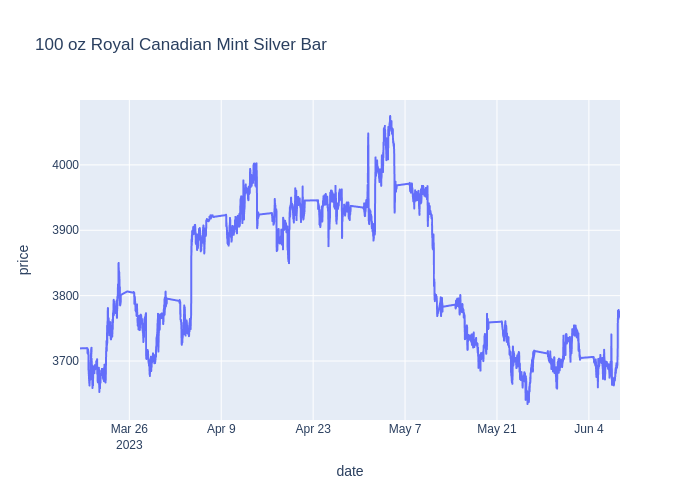 100 oz Royal Canadian Mint Silver Bar
4000
3900
3800
3700
price
Mar 26
2023
Apr 9
Apr 23
May 7
May 21
Jun 4
date